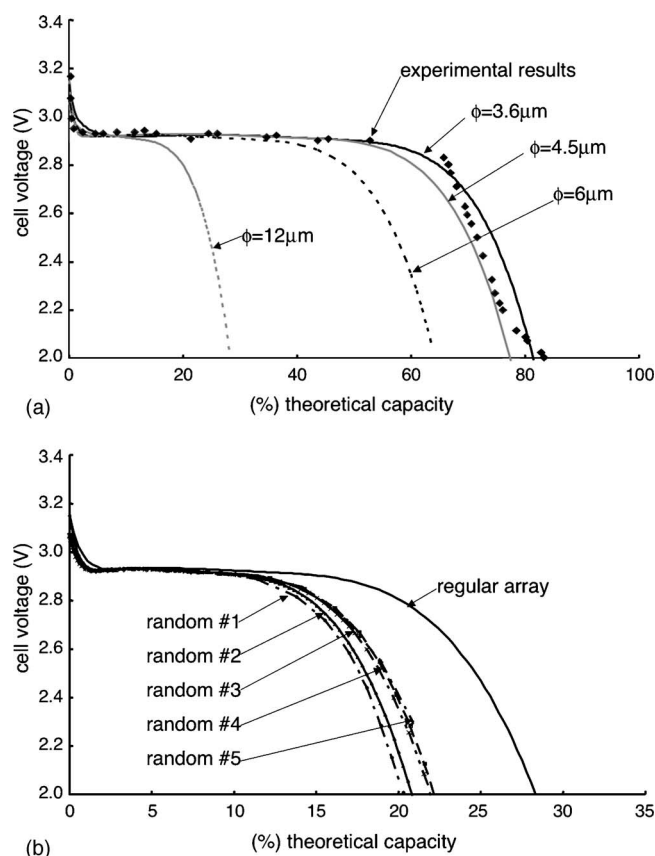 3.4
3.2
3.0
2.8
2.6
2.4
2.2
2.0
cell voltage (V)
experimental results
ϕ=3.6μm
ϕ=4.5μm
ϕ=6μm
ϕ=12μm
0 20 40 60 80 100
(%) theoretical capacity
(a)
3.4
3.2
3.0
2.8
2.6
2.4
2.2
2.0
cell voltage (V)
regular array
random #1
random #2
random #3
random #4
random #5
0 5 10 15 20 25 30 35
(%) theoretical capacity
(b)